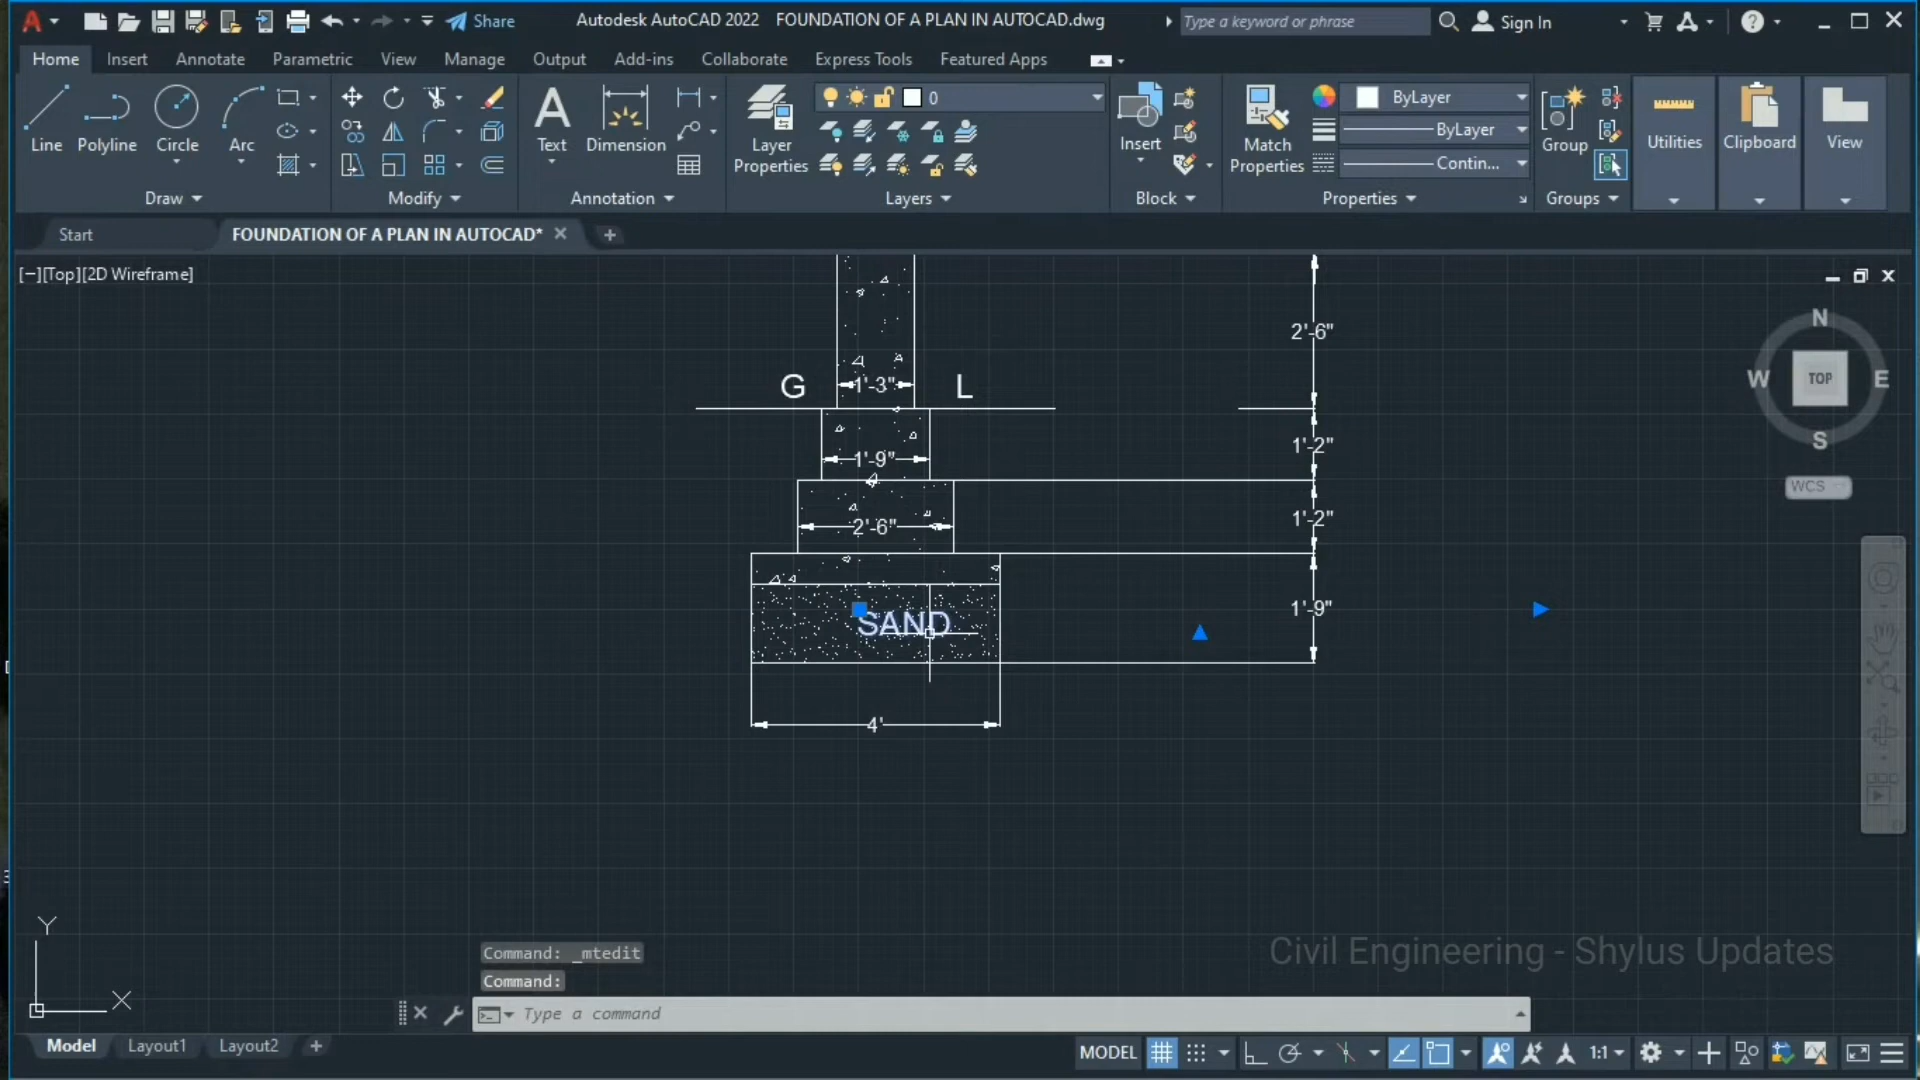 Share
Autodesk AutoCAD 2022 FOUNDATION OF A PLAN IN AUTOCAD.dwg
Type a keyword or phrase
Sign In
Home Insert Annotate Parametric View Manage Output Add-ins Collaborate Express Tools Featured Apps
0
ByLayer
ByLayer
Contin...
Line Polyline Circle Arc
Text Dimension
Layer Properties
Insert
Match Properties
Group
Utilities Clipboard View
Draw Modify Annotation Layers Block Properties Groups
Start FOUNDATION OF A PLAN IN AUTOCAD*
[−][Top][2D Wireframe]
N
W TOP E
S
WCS
2'-6"
G 1'-3" L
1'-2"
1'-9"
1'-2"
2'-6"
1'-9"
SAND
4'
Y
X
Command: _mtedit
Command:
Type a command
Civil Engineering - Shylus Updates
Model Layout1 Layout2
MODEL 1:1